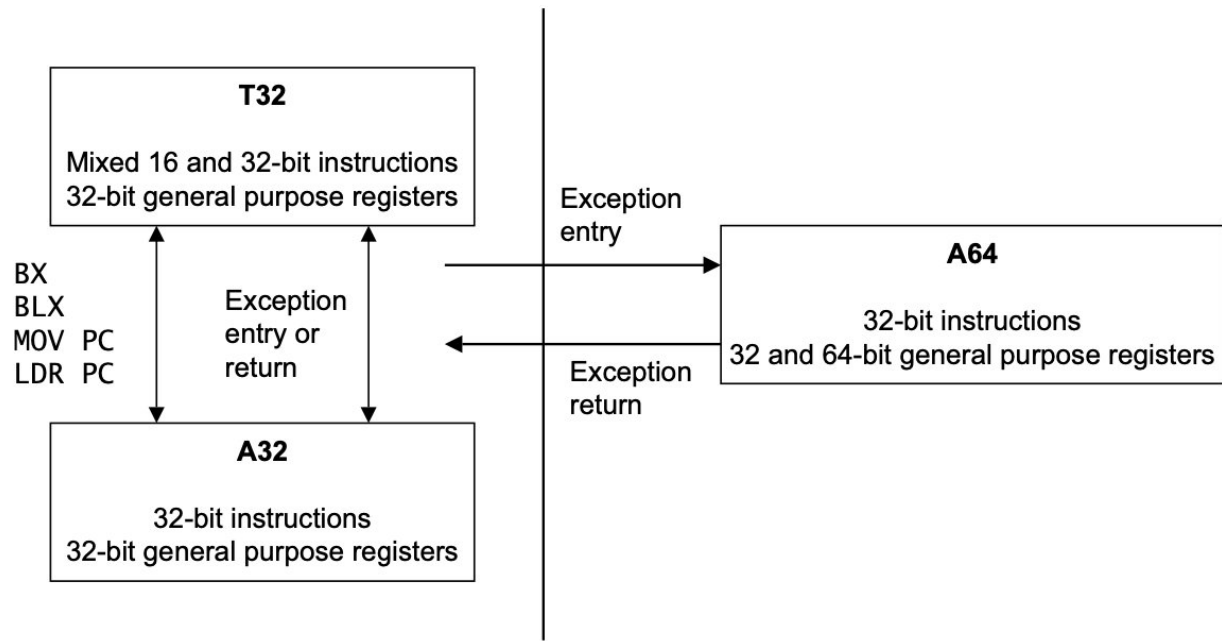 T32
Mixed 16 and 32-bit instructions
32-bit general purpose registers
BX
BLX
MOV PC
LDR PC
Exception
entry or
return
A32
32-bit instructions
32-bit general purpose registers
Exception
entry
Exception
return
A64
32-bit instructions
32 and 64-bit general purpose registers